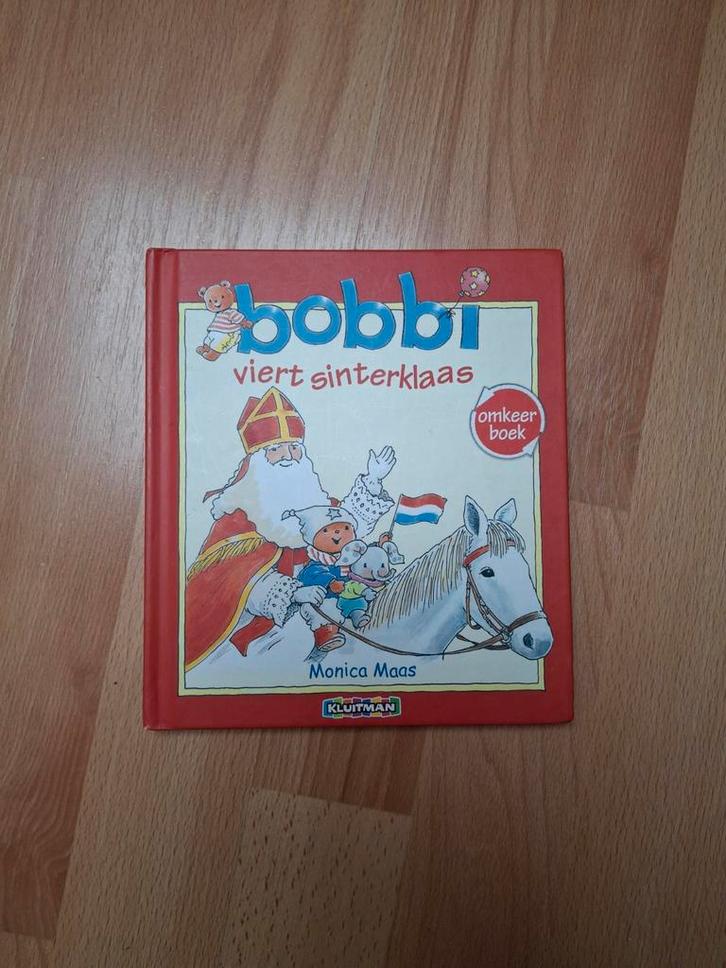 bobbi
viert sinterklaas
omkeer
boek
Monica Maas
KLUITMAN